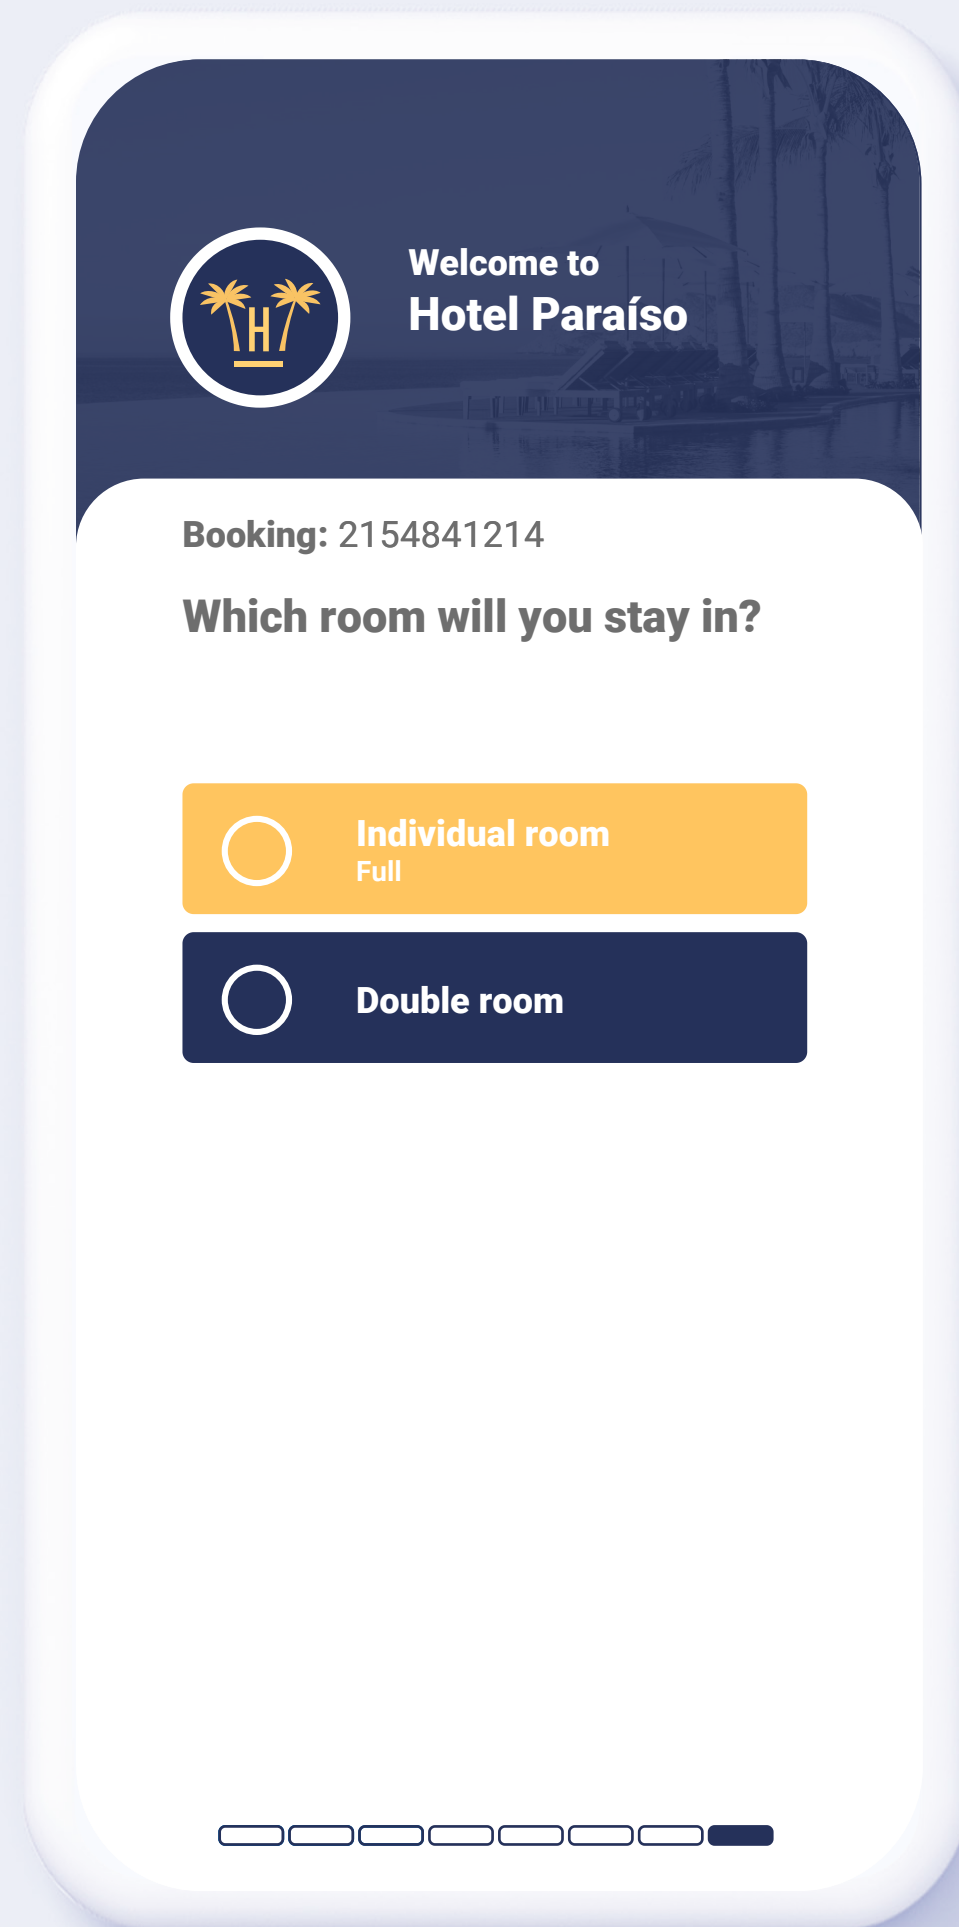 H
Welcome to
Hotel Paraíso
Booking: 2154841214
Which room will you stay in?
Individual room
Full
Double room